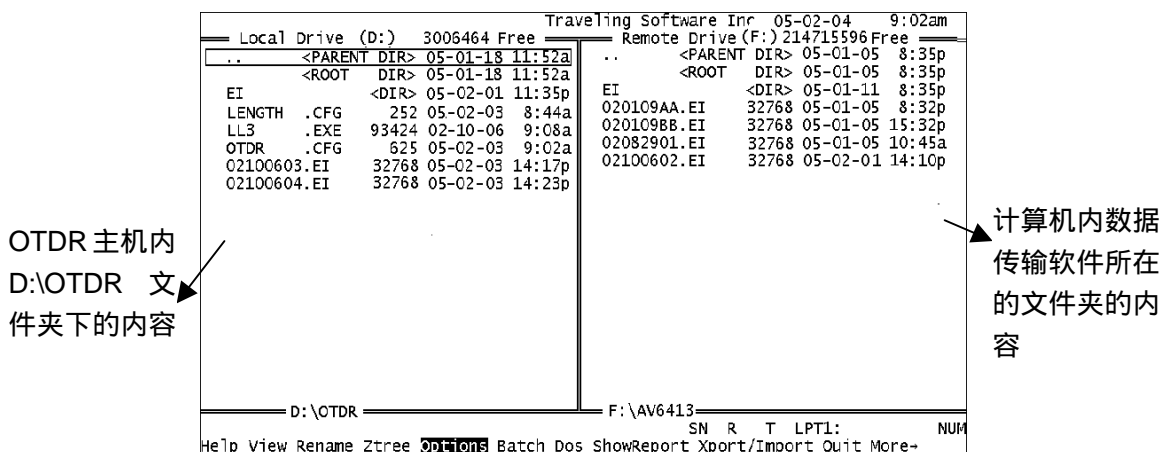 Traveling Software Inc 05-02-04 9:02am
Local Drive (D:) 3006464 Free
.. <PARENT DIR> 05-01-18 11:52a
<ROOT DIR> 05-01-18 11:52a
EI <DIR> 05-02-01 11:35p
LENGTH .CFG 252 05-02-03 8:44a
LL3 .EXE 93424 02-10-06 9:08a
OTDR .CFG 625 05-02-03 9:02a
02100603.EI 32768 05-02-03 14:17p
02100604.EI 32768 05-02-03 14:23p
D:\OTDR
Remote Drive (F:) 214715596 Free
.. <PARENT DIR> 05-01-05 8:35p
<ROOT DIR> 05-01-05 8:35p
EI <DIR> 05-01-11 8:35p
020109AA.EI 32768 05-01-05 8:32p
020109BB.EI 32768 05-01-05 15:32p
02082901.EI 32768 05-01-05 10:45a
02100602.EI 32768 05-02-01 14:10p
F:\AV6413
SN R T LPT1: NUM
Help View Rename Ztree Options Batch Dos ShowReport Xport/Import Quit More→
OTDR 主机内
D:\OTDR 文
件夹下的内容
计算机内数据
传输软件所在
的文件夹的内
容